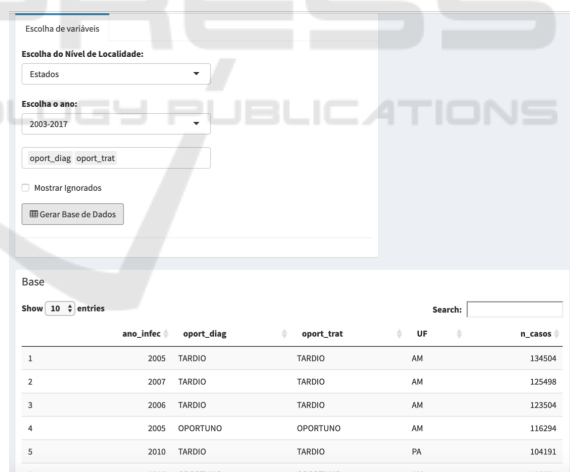 Escolha de variáveis
Escolha do Nível de Localidade:
Estados
Escolha o ano:
2003-2017
oport_diag oport_trat
Mostrar Ignorados
Gerar Base de Dados
Base
Show 10 entries Search:
ano_infec oport_diag oport_trat UF n_casos
1 2005 TARDIO TARDIO AM 134504
2 2007 TARDIO TARDIO AM 125498
3 2006 TARDIO TARDIO AM 123504
4 2005 OPORTUNO OPORTUNO AM 116294
5 2010 TARDIO TARDIO PA 104191